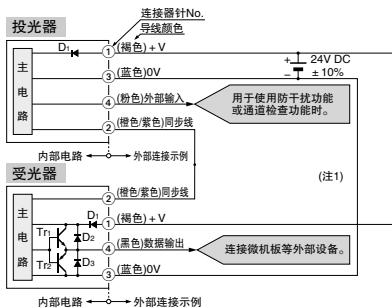 连接器针No.
导线颜色
投光器
D1
① (褐色)+V
③ (蓝色)0V
④ (粉色)外部输入
② (橙色/紫色)同步线
主电路
+
−
24V DC
±10%
用于使用防干扰功能
或通道检查功能时。
内部电路
外部连接示例
受光器
(注1)
② (橙色/紫色)同步线
D1
① (褐色)+V
Tr1
D2
④ (黑色)数据输出
连接微机板等外部设备。
Tr2
D3
③ (蓝色)0V
主电路
内部电路
外部连接示例